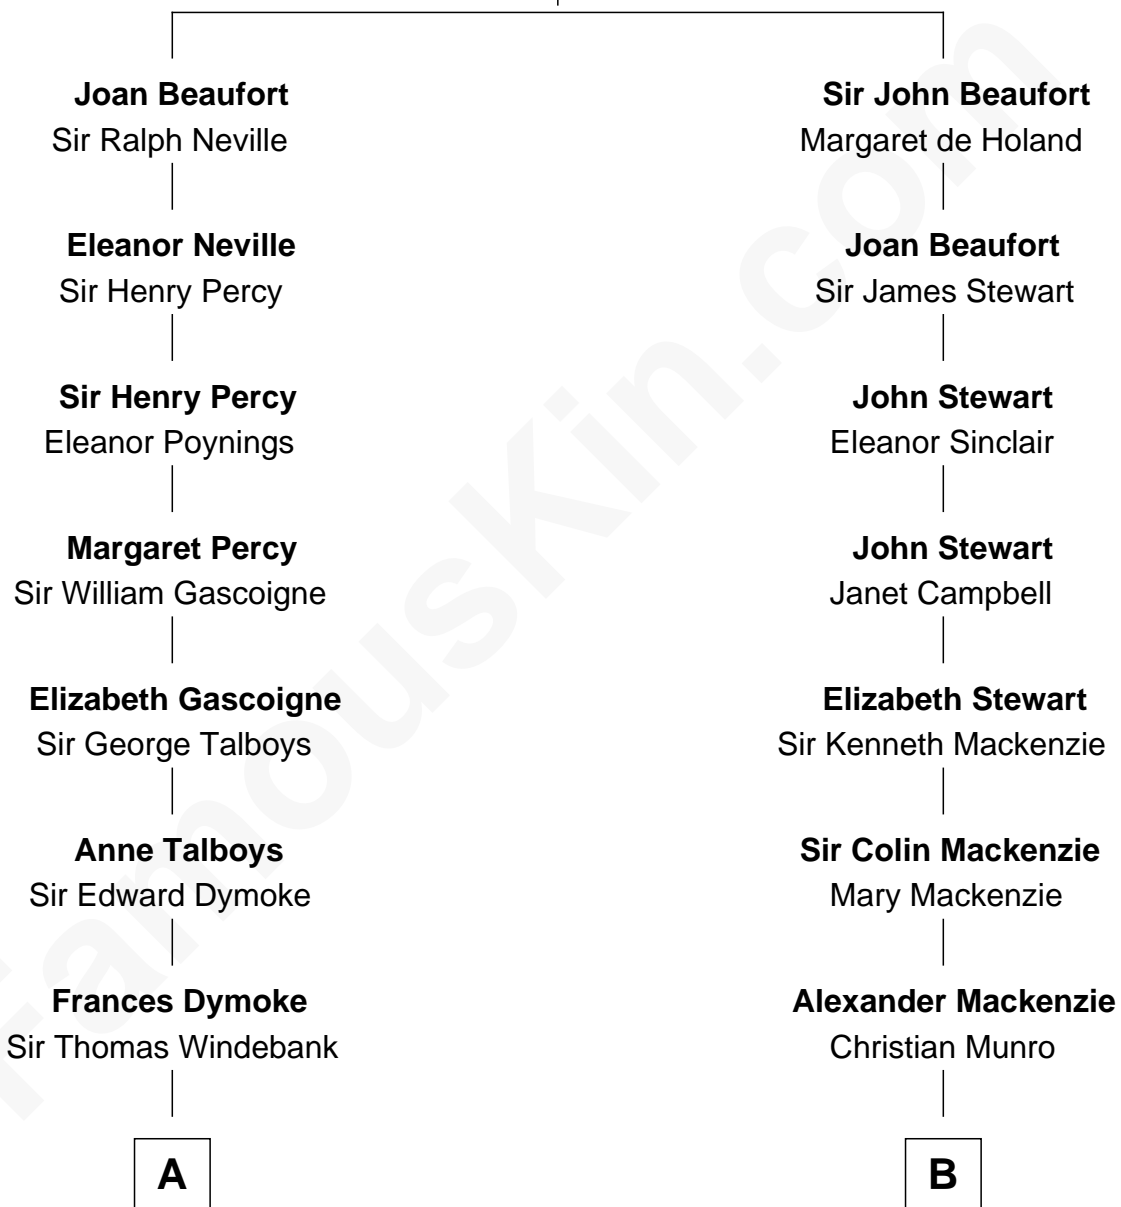 Joan Beaufort
Sir Ralph Neville
Eleanor Neville
Sir Henry Percy
Sir Henry Percy
Eleanor Poynings
Margaret Percy
Sir William Gascoigne
Elizabeth Gascoigne
Sir George Talboys
Anne Talboys
Sir Edward Dymoke
Frances Dymoke
Sir Thomas Windebank
A
Sir John Beaufort
Margaret de Holand
Joan Beaufort
Sir James Stewart
John Stewart
Eleanor Sinclair
John Stewart
Janet Campbell
Elizabeth Stewart
Sir Kenneth Mackenzie
Sir Colin Mackenzie
Mary Mackenzie
Alexander Mackenzie
Christian Munro
B
FamousKin.com